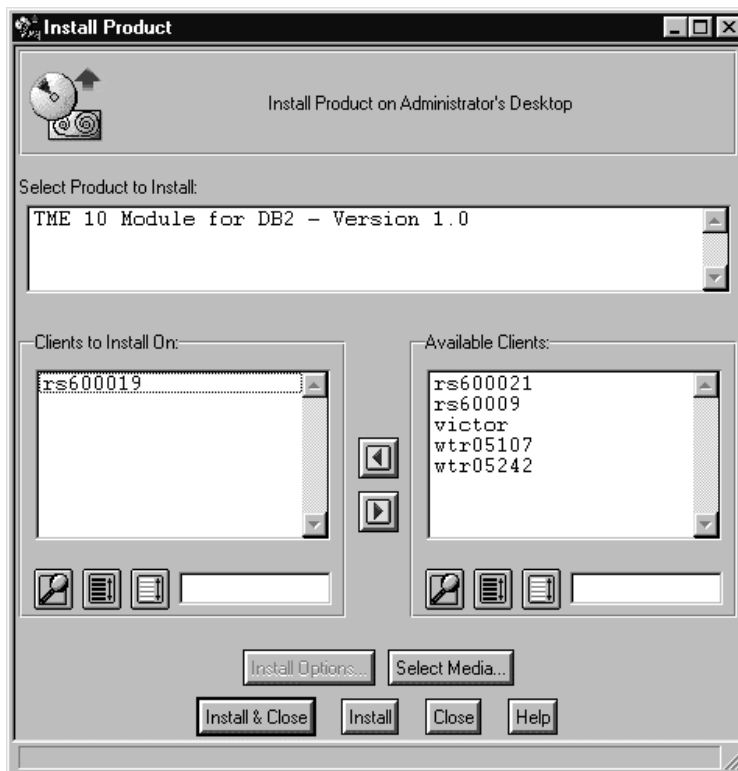 Install Product
Install Product on Administrator's Desktop
Select Product to Install:
TME 10 Module for DB2 – Version 1.0
Clients to Install On:
rs600019
Available Clients:
rs600021
rs60009
victor
wtr05107
wtr05242
Install Options...
Select Media...
Install & Close
Install
Close
Help